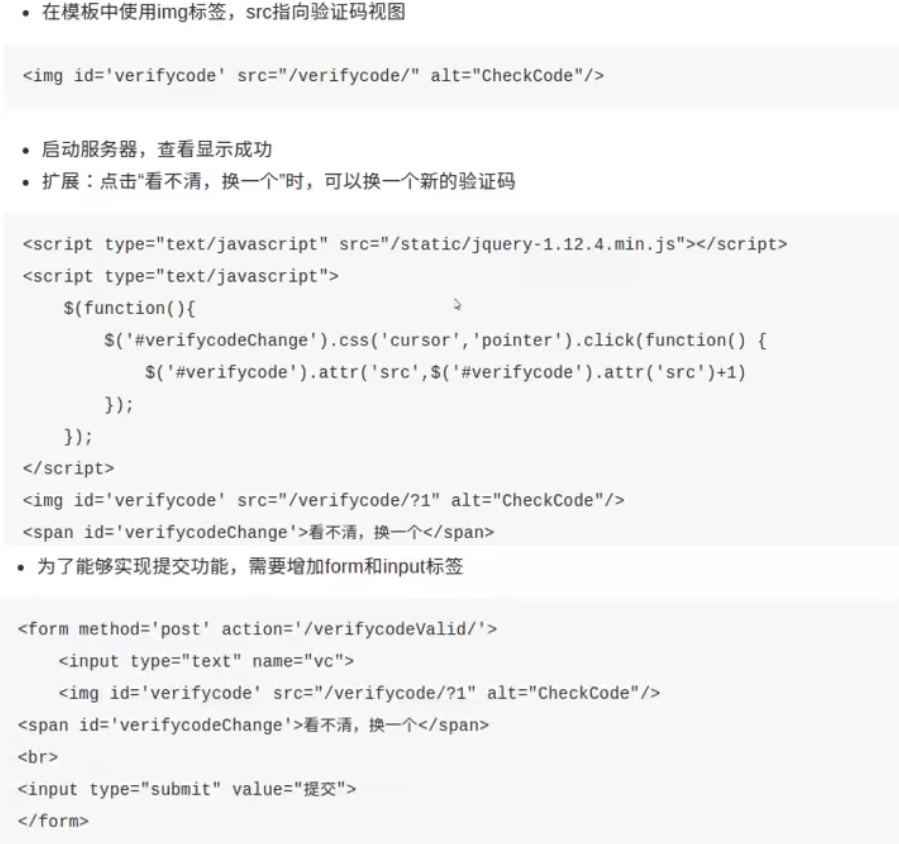 在模板中使用img标签，src指向验证码视图
<img id='verifycode' src="/verifycode/" alt="CheckCode"/>
启动服务器，查看显示成功
扩展：点击“看不清，换一个”时，可以换一个新的验证码
<script type="text/javascript" src="/static/jquery-1.12.4.min.js"></script>
<script type="text/javascript">
    $(function(){
        $('#verifycodeChange').css('cursor','pointer').click(function() {
            $('#verifycode').attr('src',$('#verifycode').attr('src')+1)
        });
    });
</script>
<img id='verifycode' src="/verifycode/?1" alt="CheckCode"/>
<span id='verifycodeChange'>看不清，换一个</span>
为了能够实现提交功能，需要增加form和input标签
<form method='post' action='/verifycodeValid/'>
    <input type="text" name="vc">
    <img id='verifycode' src="/verifycode/?1" alt="CheckCode"/>
<span id='verifycodeChange'>看不清，换一个</span>
<br>
<input type="submit" value="提交">
</form>